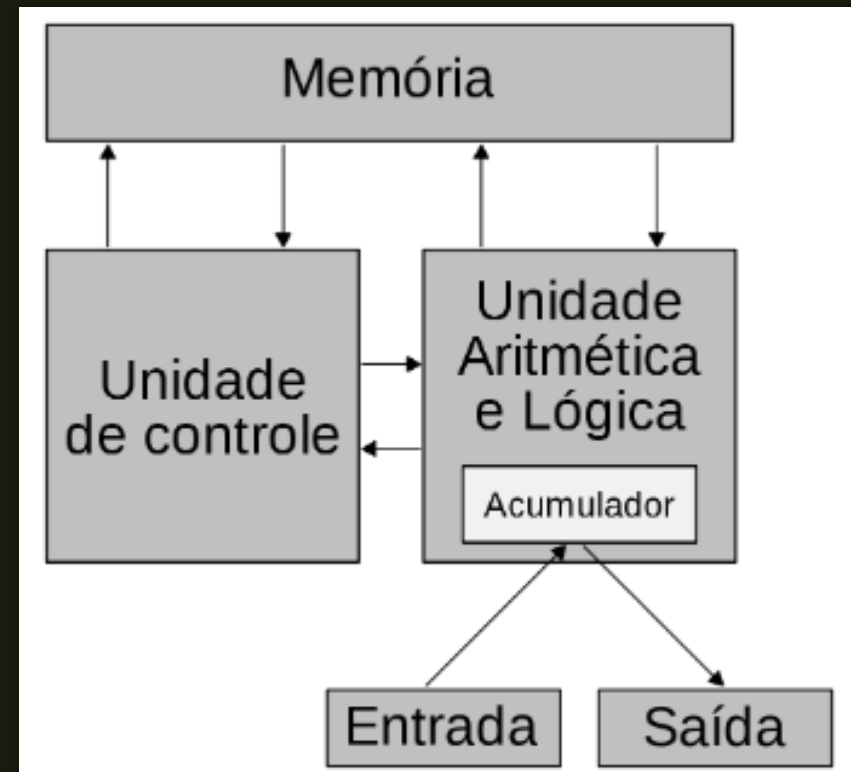 Memória
Unidade
de controle
Unidade
Aritmética
e Lógica
Acumulador
Entrada
Saída